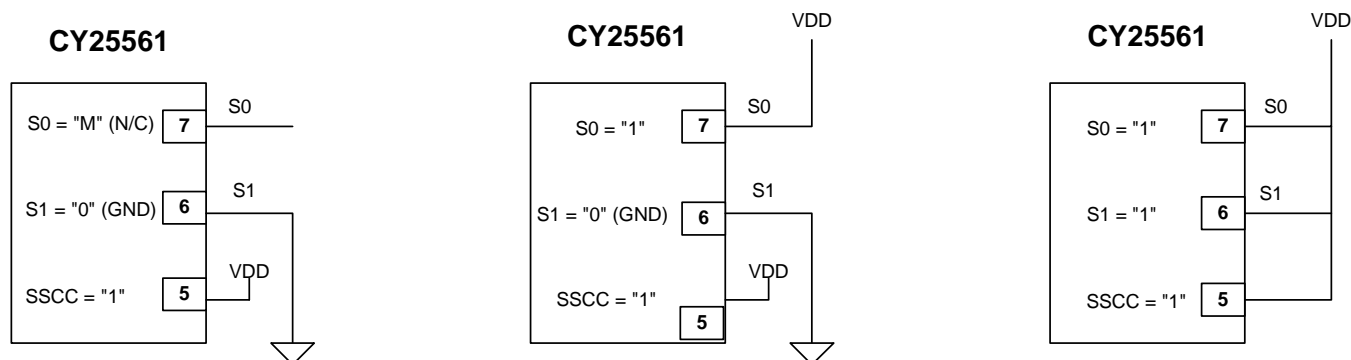 CY25561
S0
S0 = "M" (N/C)
7
S1
S1 = "0" (GND)
6
VDD
SSCC = "1"
5
VDD
CY25561
S0
S0 = "1"
7
S1
S1 = "0" (GND)
6
VDD
SSCC = "1"
5
VDD
CY25561
S0
S0 = "1"
7
S1
S1 = "1"
6
SSCC = "1"
5